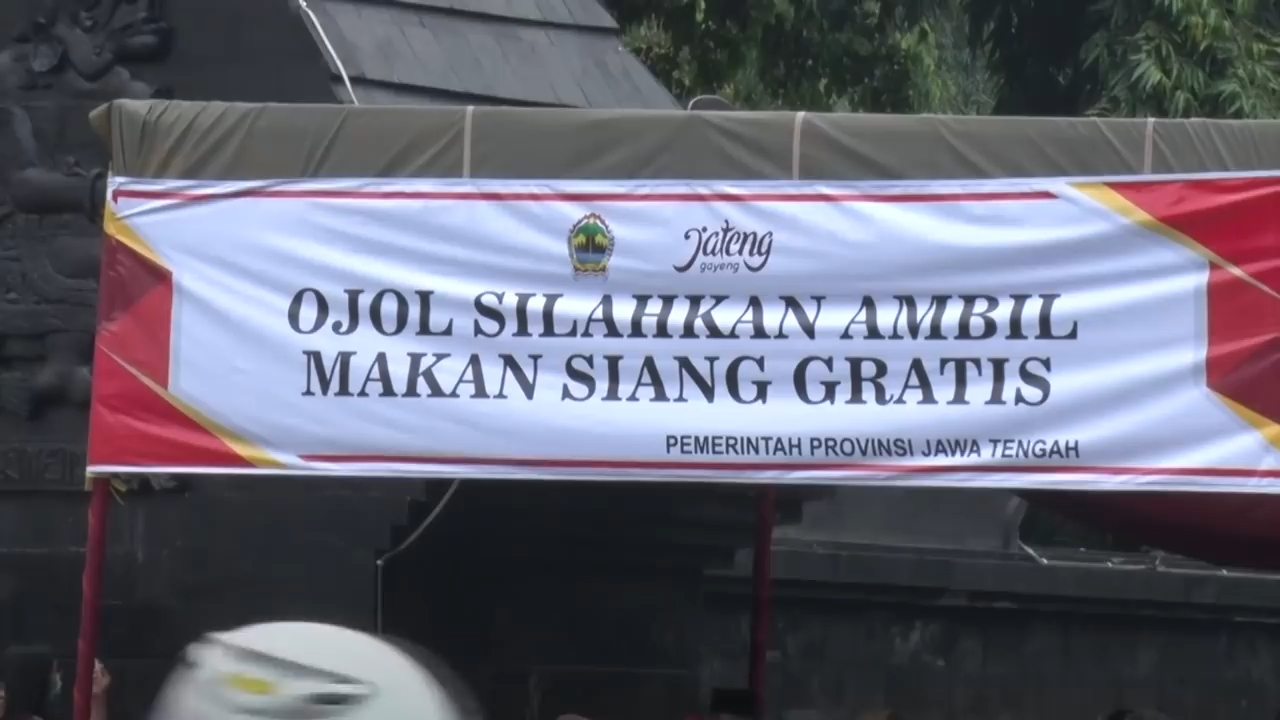 jateng
gayeng
OJOL SILAHKAN AMBIL
MAKAN SIANG GRATIS
PEMERINTAH PROVINSI JAWA TENGAH